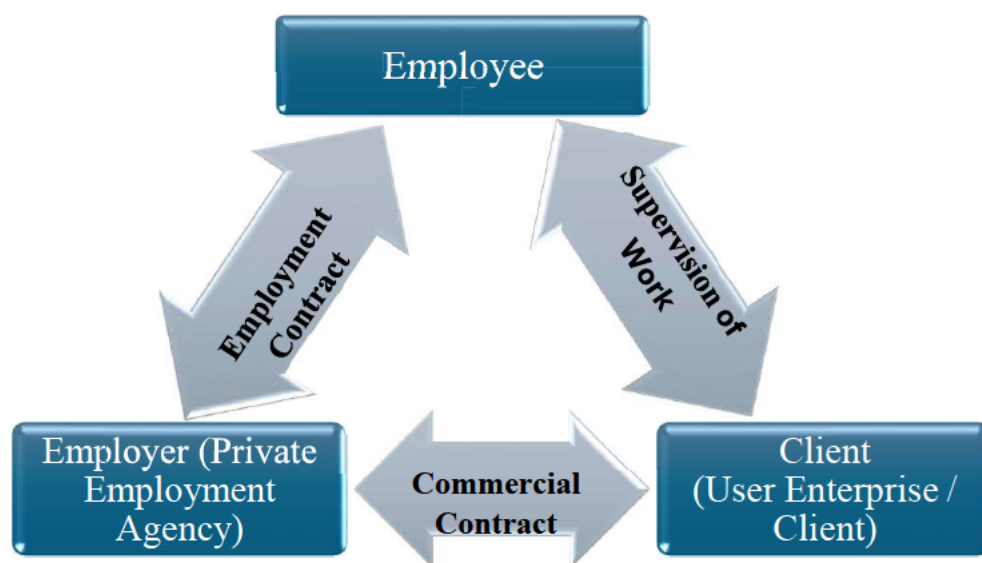 Employee
Employment
Contract
Supervision of
Work
Employer (Private
Employment
Agency)
Commercial
Contract
Client
(User Enterprise /
Client)